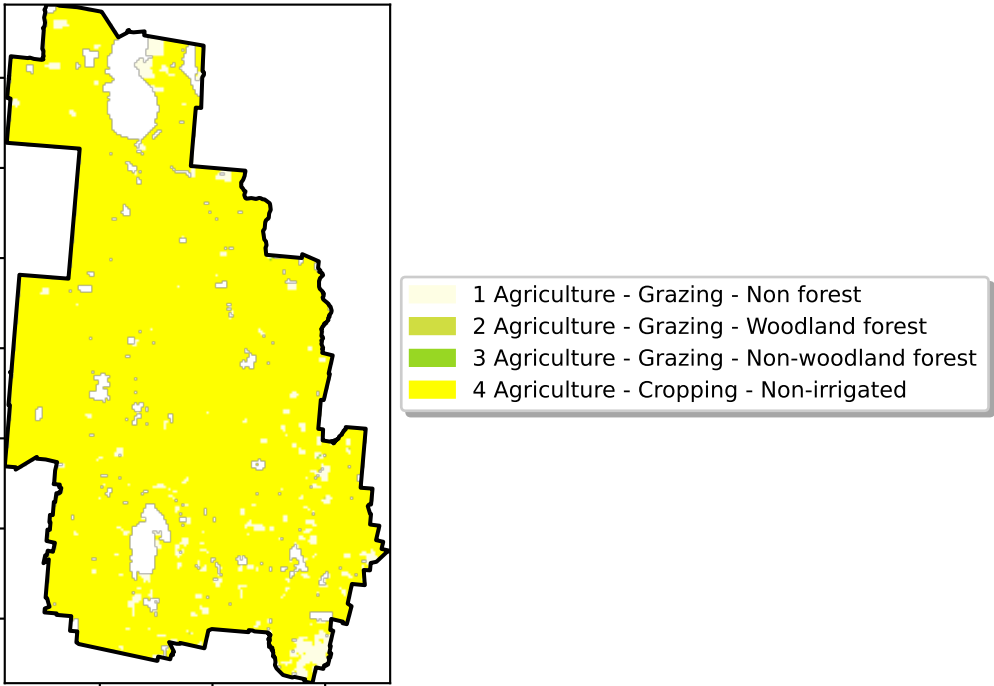 1 Agriculture - Grazing - Non forest
2 Agriculture - Grazing - Woodland forest
3 Agriculture - Grazing - Non-woodland forest
4 Agriculture - Cropping - Non-irrigated